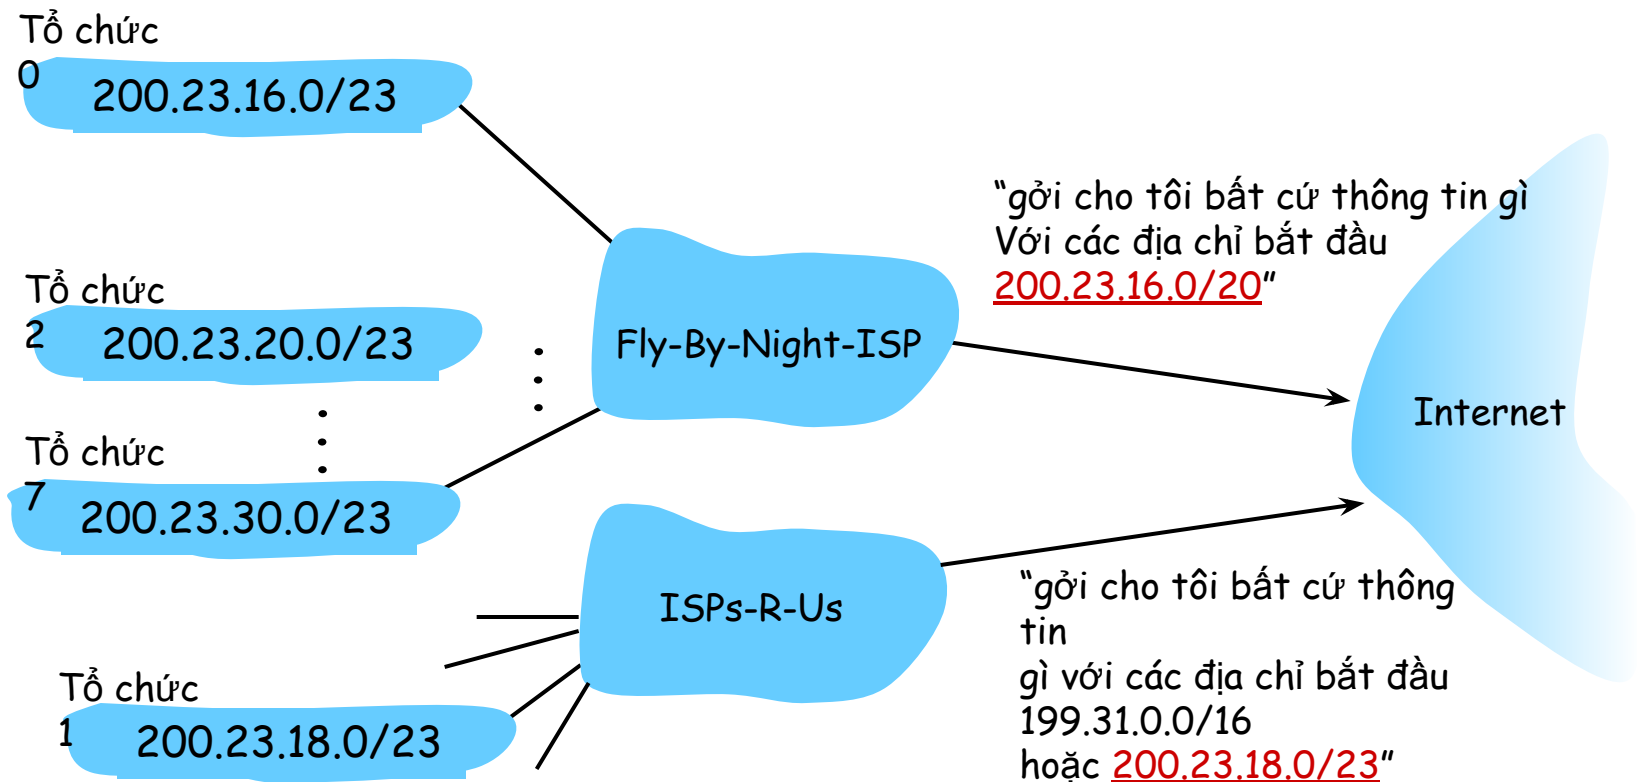 Tổ chức
0
200.23.16.0/23
Tổ chức
2
200.23.20.0/23
Tổ chức
7
200.23.30.0/23
Fly-By-Night-ISP
"gởi cho tôi bất cứ thông tin gì
Với các địa chỉ bắt đầu
200.23.16.0/20"
Internet
ISPs-R-Us
Tổ chức
1
200.23.18.0/23
"gởi cho tôi bất cứ thông
tin
gì với các địa chỉ bắt đầu
199.31.0.0/16
hoặc 200.23.18.0/23"